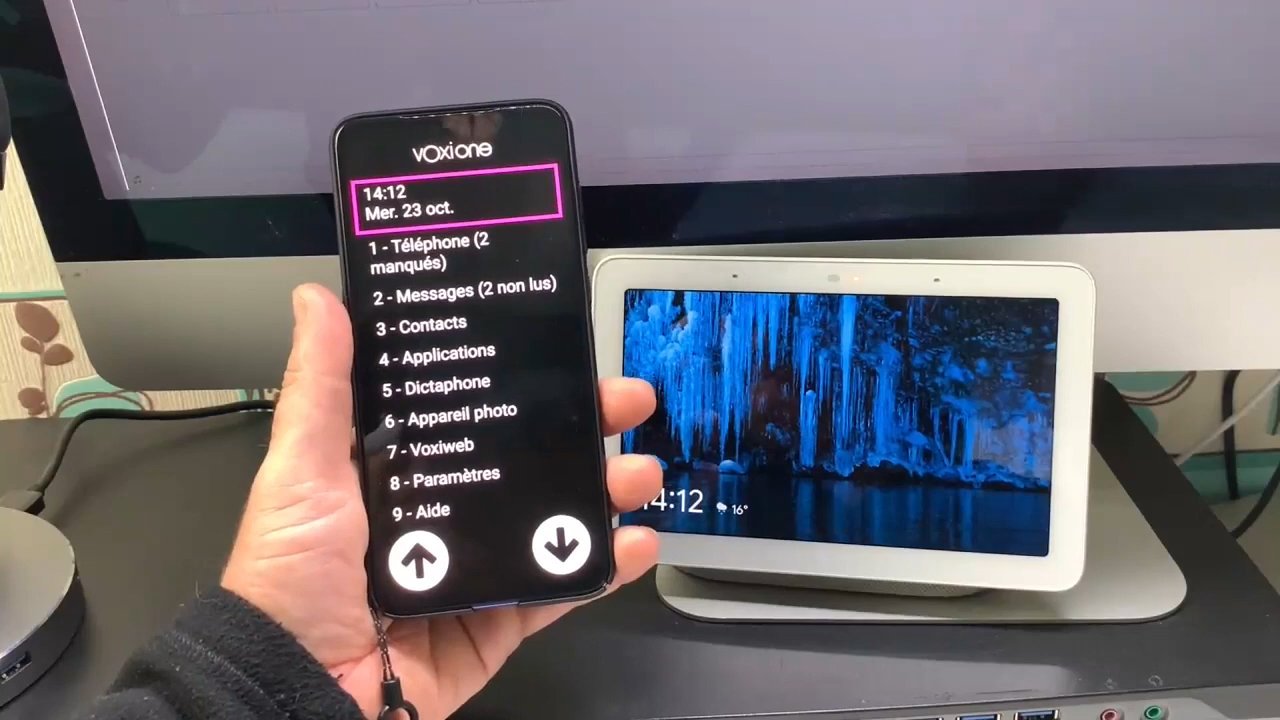 voxione
14:12
Mer. 23 oct.
1 - Téléphone (2
manqués)
2 - Messages (2 non lus)
3 - Contacts
4 - Applications
5 - Dictaphone
6 - Appareil photo
7 - Voxiweb
8 - Paramètres
9 - Aide
14:12 16°